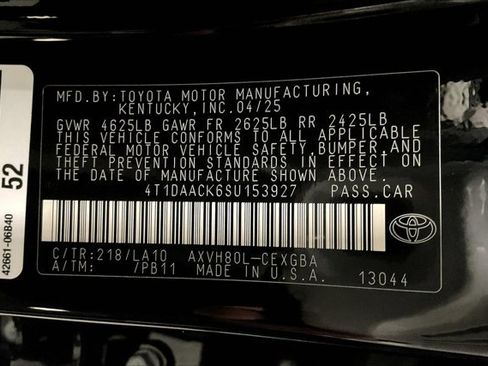 MFD.BY:TOYOTA MOTOR MANUFACTURING,
KENTUCKY,INC.04/25
GVWR 4625LB GAWR FR 2625LB RR 2425LB
THIS VEHICLE CONFORMS TO ALL APPLICABLE
FEDERAL MOTOR VEHICLE SAFETY,BUMPER,AND
THEFT PREVENTION STANDARDS IN EFFECT ON
THE DATE OF MANUFACTURE SHOWN ABOVE.
4T1DAACK6SU153927 PASS.CAR
C/TR:218/LA10 AXVH80L-CEXGBA
A/TM: /PB11 MADE IN U.S.A. 13044
52
42661-06B40